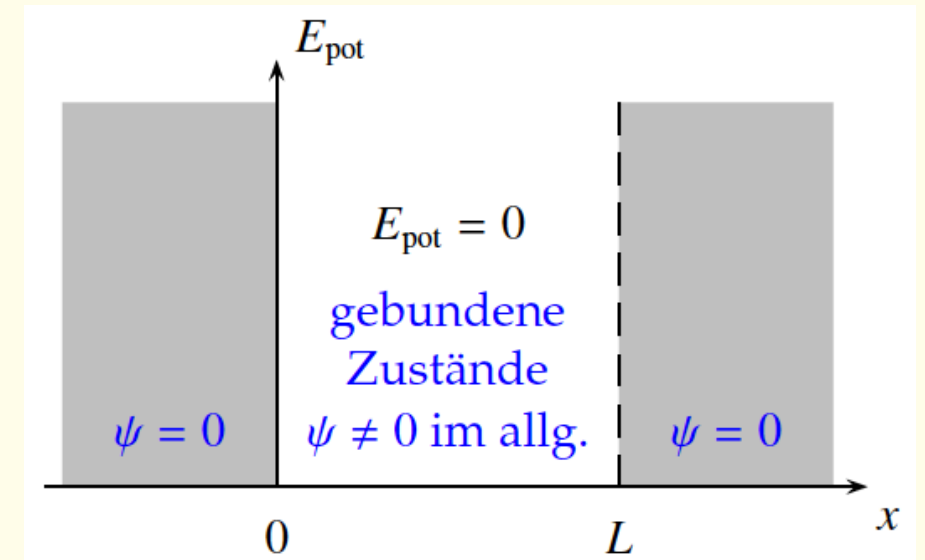 E_pot
E_pot = 0
gebundene
Zustände
ψ = 0
ψ ≠ 0 im allg.
ψ = 0
0
L
x